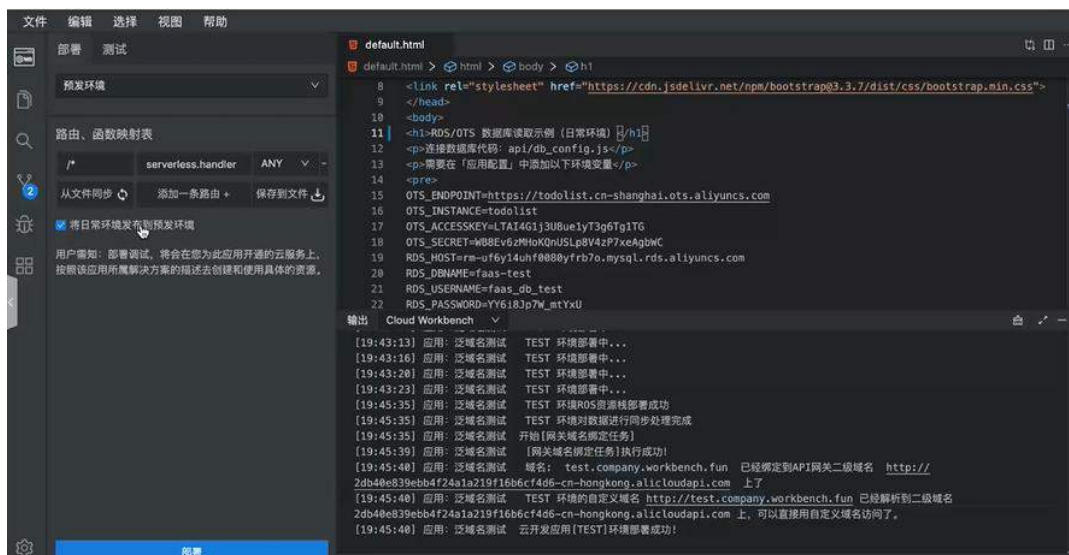 文件 编辑 选择 视图 帮助
部署 测试
预发环境
路由、函数映射表
/* serverless.handler ANY
从文件同步 添加一条路由 + 保存到文件
将日常环境发布到预发环境
用户需知：部署调试，将会在您为此应用开通的云服务上，
按照该应用所属解决方案的描述去创建和使用具体的资源。
2
部署
default.html
default.html > html > body > h1
8 <link rel="stylesheet" href="https://cdn.jsdelivr.net/npm/bootstrap@3.3.7/dist/css/bootstrap.min.css">
9 </head>
10 <body>
11 <h1>RDS/OTS 数据库读取示例（日常环境）</h1>
12 <p>连接数据库代码：api/db_config.js</p>
13 <p>需要在「应用配置」中添加以下环境变量</p>
14 <pre>
15 OTS_ENDPOINT=https://todolist.cn-shanghai.ots.aliyuncs.com
16 OTS_INSTANCE=todolist
17 OTS_ACCESSKEY=LTAI4G1j3U8ue1yT3g6Tg1TG
18 OTS_SECRET=WB8Ev6zMHoKQnUSLp8V4zP7xeAgbWC
19 RDS_HOST=rm-uf6y14uhf0080yfrb7o.mysql.rds.aliyuncs.com
20 RDS_DBNAME=faas-test
21 RDS_USERNAME=faas_db_test
22 RDS_PASSWORD=YY6i8Jp7W_mtYxU
输出 Cloud Workbench
[19:43:13] 应用：泛域名测试 TEST 环境部署中...
[19:43:16] 应用：泛域名测试 TEST 环境部署中...
[19:43:20] 应用：泛域名测试 TEST 环境部署中...
[19:43:23] 应用：泛域名测试 TEST 环境部署中...
[19:45:35] 应用：泛域名测试 TEST 环境ROS资源栈部署成功
[19:45:35] 应用：泛域名测试 TEST 环境对数据进行同步处理完成
[19:45:35] 应用：泛域名测试 开始[网关域名绑定任务]
[19:45:39] 应用：泛域名测试 [网关域名绑定任务]执行成功!
[19:45:40] 应用：泛域名测试 域名: test.company.workbench.fun 已经绑定到API网关二级域名 http://
2db40e839ebb4f24a1a219f16b6cf4d6-cn-hongkong.alicloudapi.com 上了
[19:45:40] 应用：泛域名测试 TEST 环境的自定义域名 http://test.company.workbench.fun 已经解析到二级域名
2db40e839ebb4f24a1a219f16b6cf4d6-cn-hongkong.alicloudapi.com 上, 可以直接用自定义域名访问了。
[19:45:40] 应用：泛域名测试 云开发应用[TEST]环境部署成功!